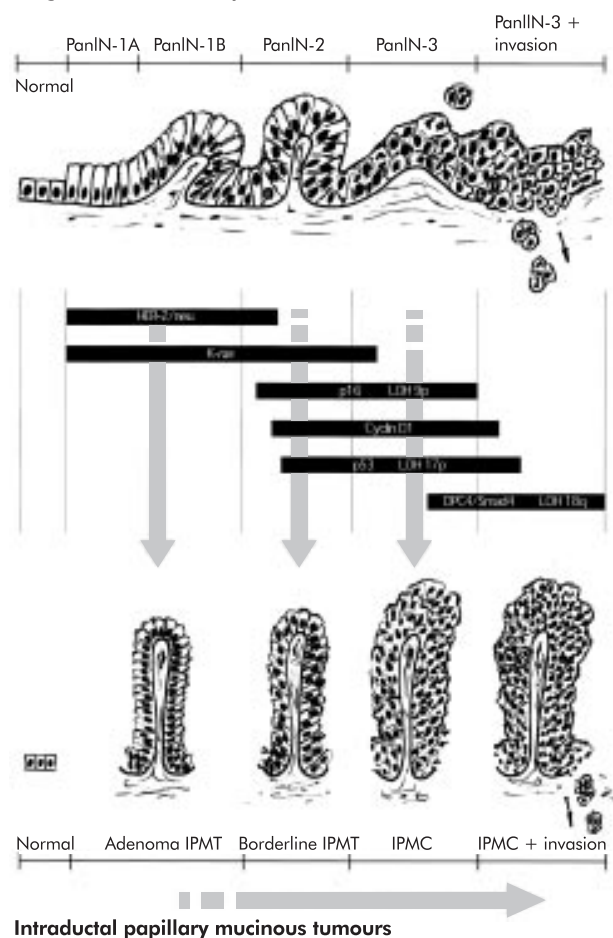 PanIN-3 +
PanIN-1A PanIN-1B PanIN-2 PanIN-3 invasion
Normal
HER-2/neu
K-ras
p16 LOH 9p
Cyclin D1
p53 LOH 17p
DPC4/Smad4 LOH 18q
Normal Adenoma IPMT Borderline IPMT IPMC IPMC + invasion
Intraductal papillary mucinous tumours